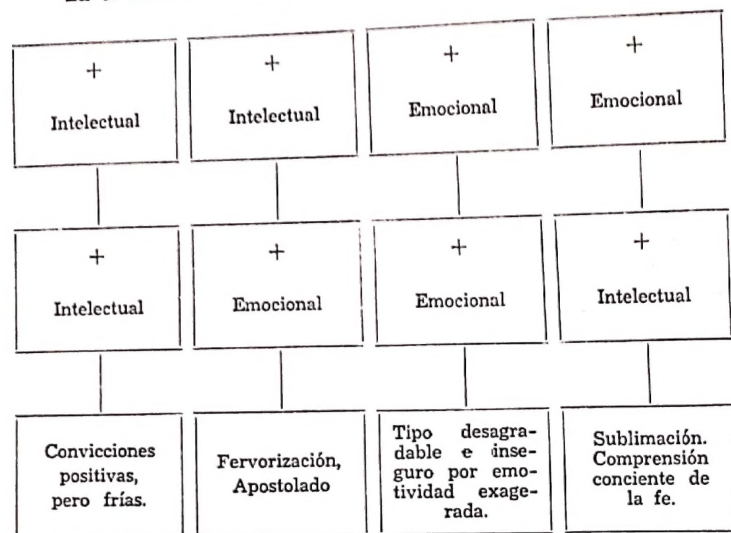 + + + +
Intelectual Intelectual Emocional Emocional
+ + + +
Intelectual Emocional Emocional Intelectual
Convicciones
positivas,
pero frías.
Fervorización,
Apostolado
Tipo desagra-
dable e inse-
guro por emo-
tividad exage-
rada.
Sublimación.
Comprensión
conciente de
la fe.